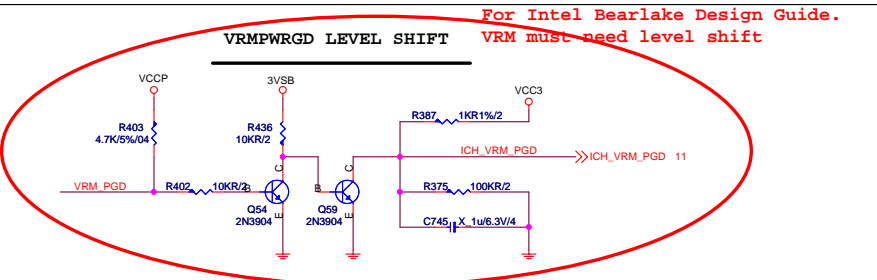 For Intel Bearlake Design Guide.
VRMPWRGD LEVEL SHIFT
VRM must need level shift
VCCP
3VSB
VCC3
R403
4.7K/5%/04
R436
10KR/2
R387
1KR1%/2
ICH_VRM_PGD
ICH_VRM_PGD 11
VRM_PGD
R402
10KR/2
B
C
E
Q54
2N3904
B
C
E
Q59
2N3904
R375
100KR/2
C745
X_1u/6.3V/4